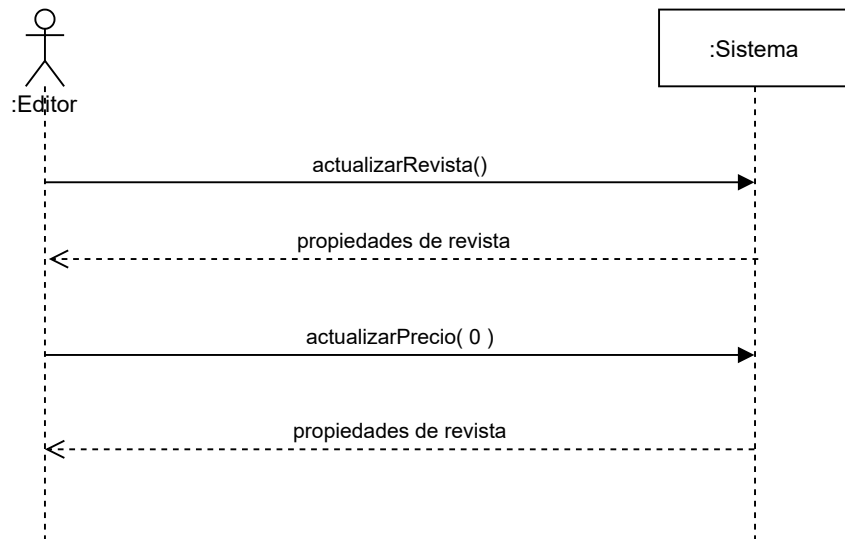 :Sistema
:Editor
actualizarRevista()
propiedades de revista
actualizarPrecio( 0 )
propiedades de revista